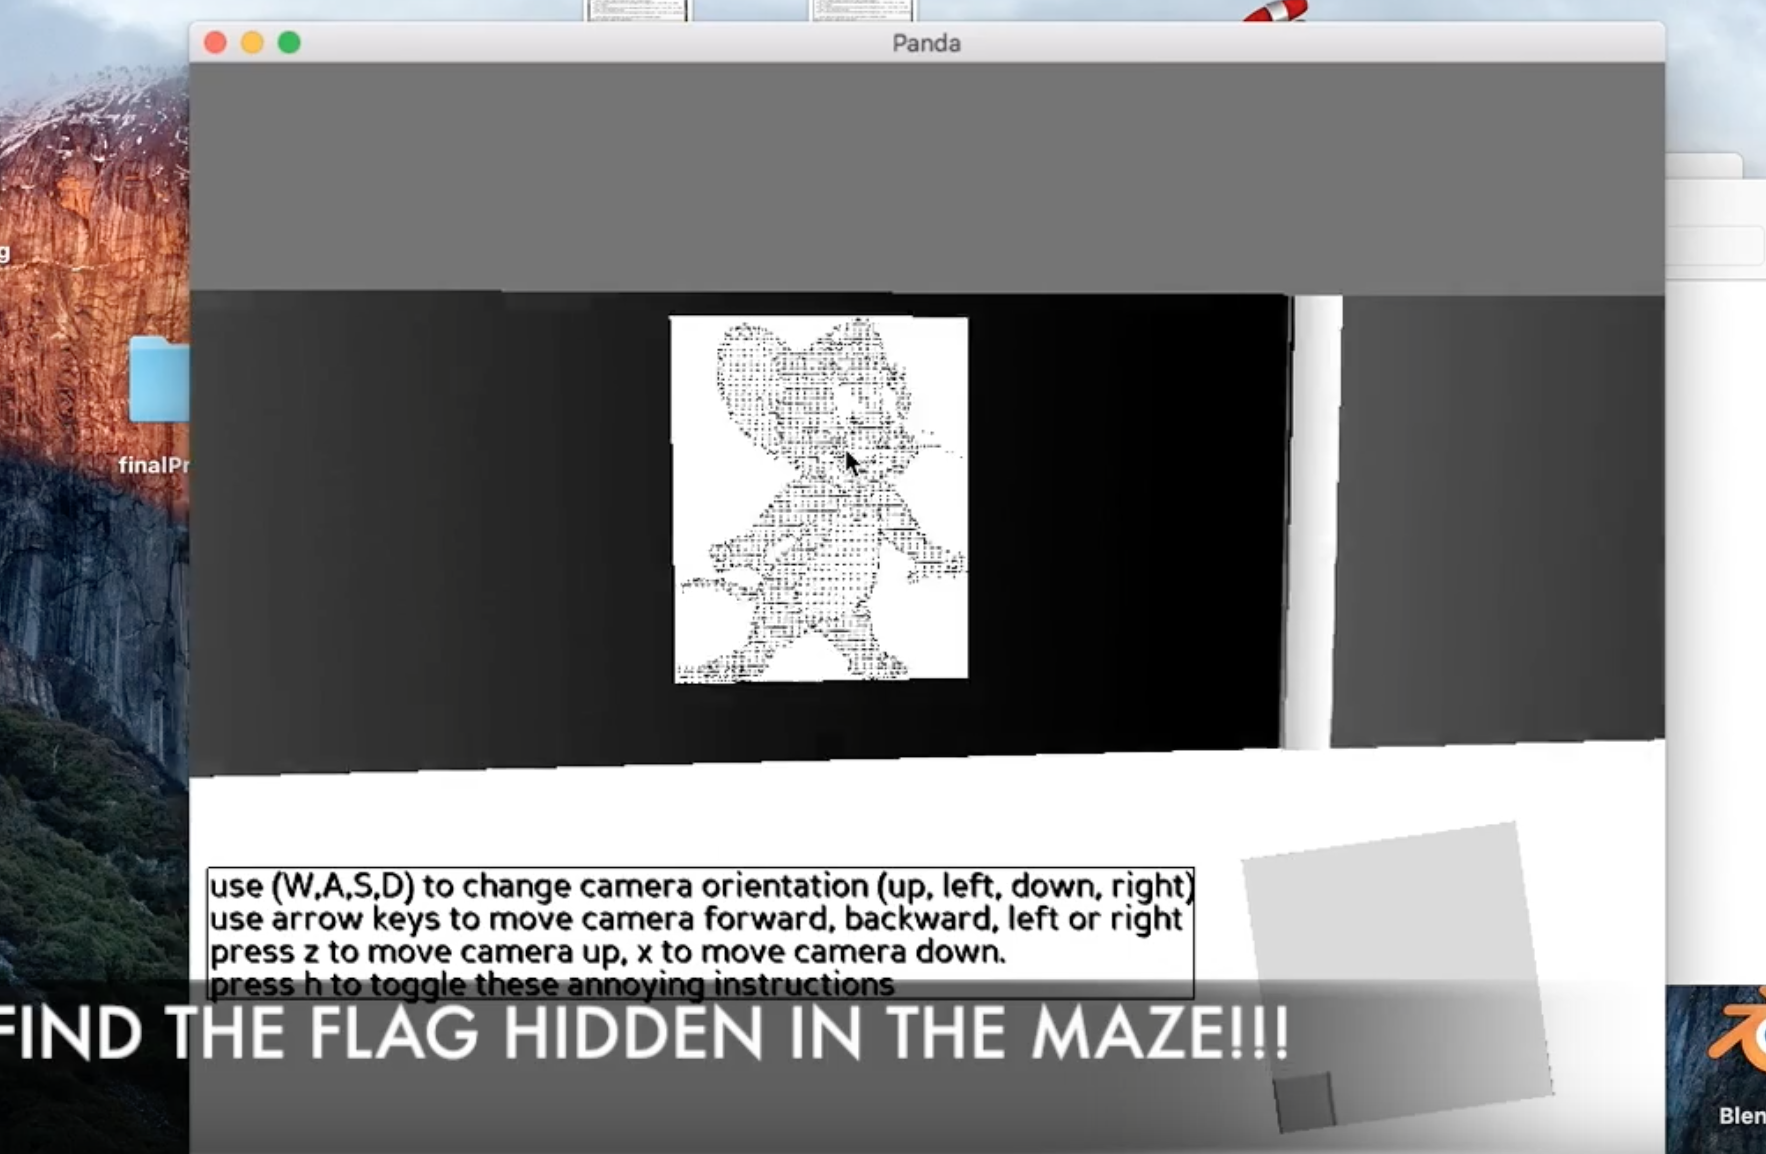 Panda
g
finalPr
use (W,A,S,D) to change camera orientation (up, left, down, right)
use arrow keys to move camera forward, backward, left or right
press z to move camera up, x to move camera down.
press h to toggle these annoying instructions
FIND THE FLAG HIDDEN IN THE MAZE!!!
Blen